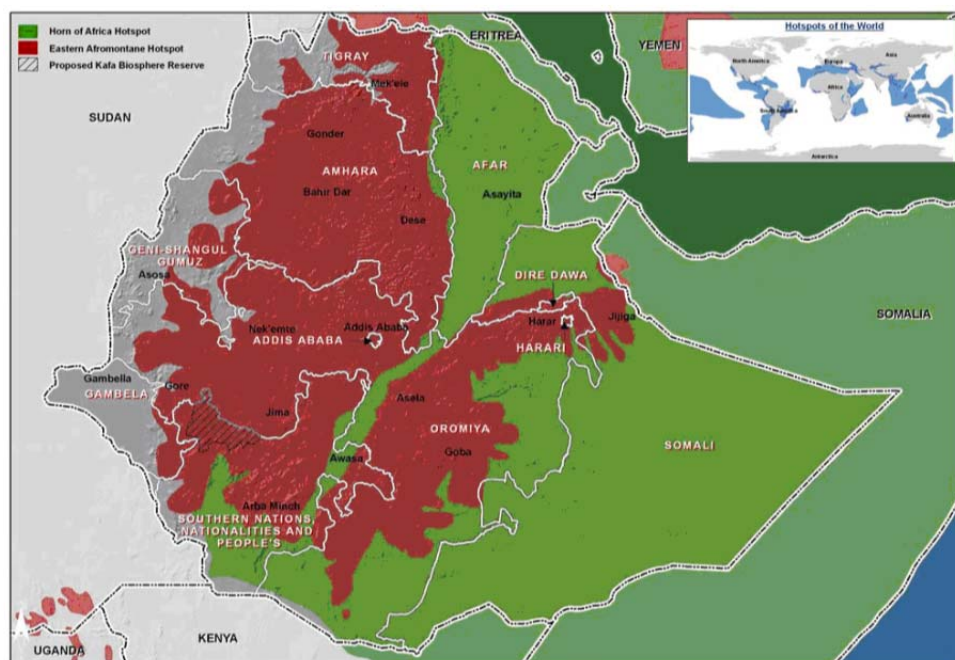 Horn of Africa Hotspot
Eastern Afromontane Hotspot
Proposed Kafa Biosphere Reserve
Hotspots of the World
North America
Europe
Asia
Africa
South America
Australia
Antarctica
ERITREA
YEMEN
TIGRAY
Mek'ele
SUDAN
Gonder
AMHARA
AFAR
Bahir Dar
Asayita
Dese
GENI-SHANGUL
GUMUZ
Asosa
DIRE DAWA
Nek'emte
Addis Ababa
ADDIS ABABA
Harar
Jijiga
HARARI
SOMALIA
Gambella
GAMBELA
Gore
Jima
Asela
OROMIYA
Goba
SOMALI
Awasa
Arba Minch
SOUTHERN NATIONS,
NATIONALITIES AND
PEOPLE'S
KENYA
UGANDA